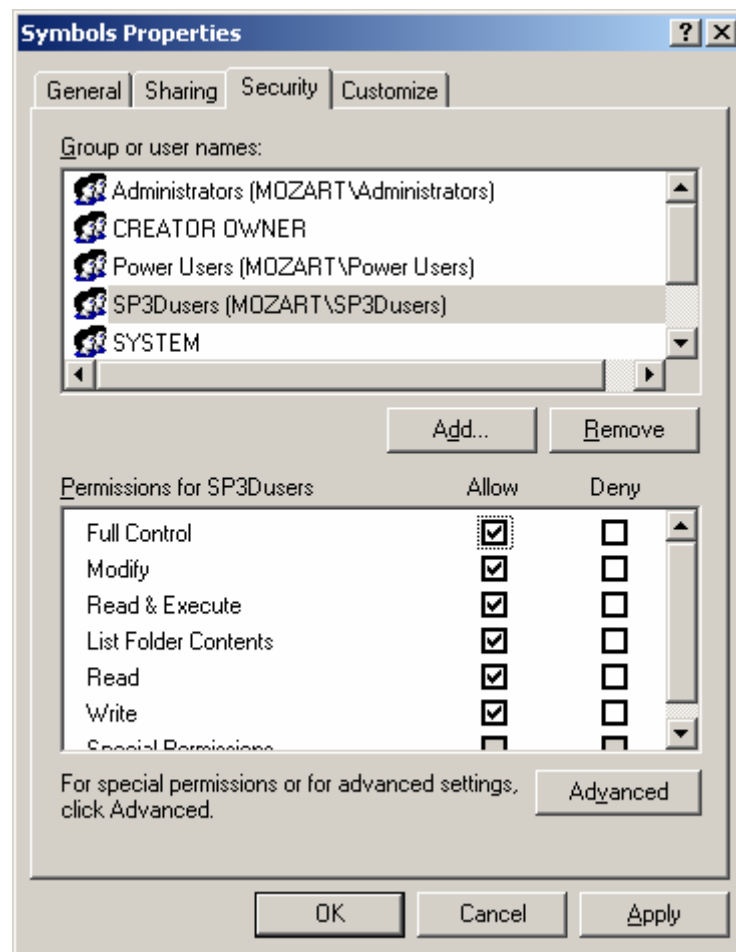 Symbols Properties
General Sharing Security Customize
Group or user names:
Administrators (MOZART\Administrators)
CREATOR OWNER
Power Users (MOZART\Power Users)
SP3Dusers (MOZART\SP3Dusers)
SYSTEM
Add... Remove
Permissions for SP3Dusers Allow Deny
Full Control
Modify
Read & Execute
List Folder Contents
Read
Write
Special Permissions
For special permissions or for advanced settings, Advanced
click Advanced.
OK Cancel Apply